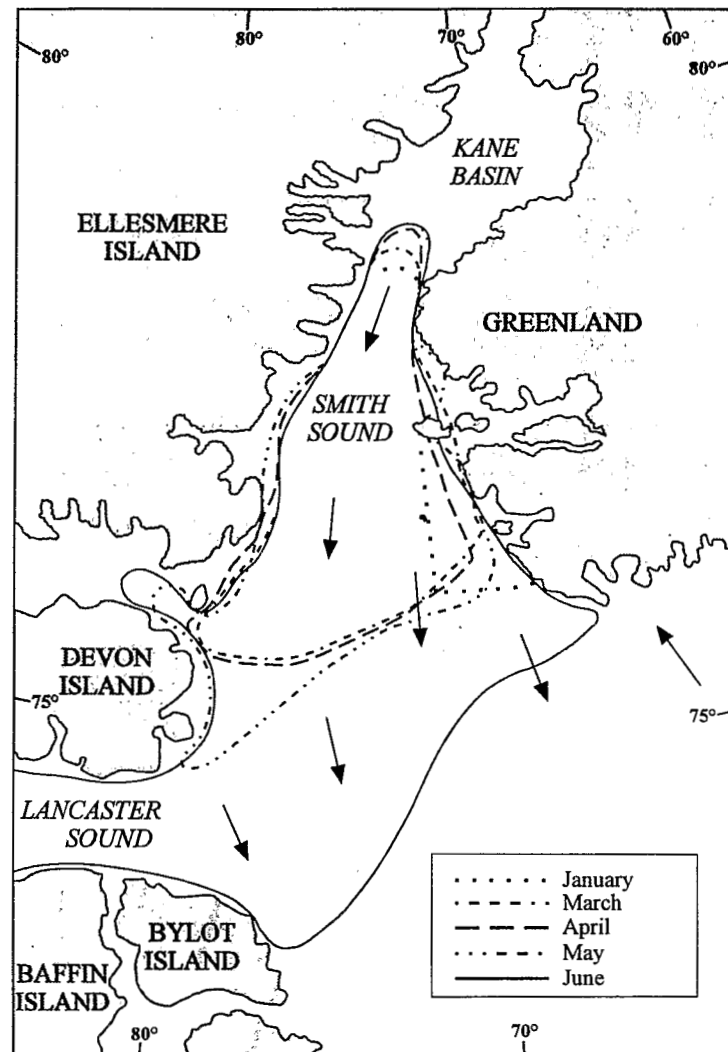 80°
70°
60°
80°
80°
KANE
BASIN
ELLESMERE
ISLAND
GREENLAND
SMITH
SOUND
DEVON
ISLAND
75°
75°
LANCASTER
SOUND
January
March
April
May
June
BYLOT
ISLAND
BAFFIN
ISLAND
80°
70°